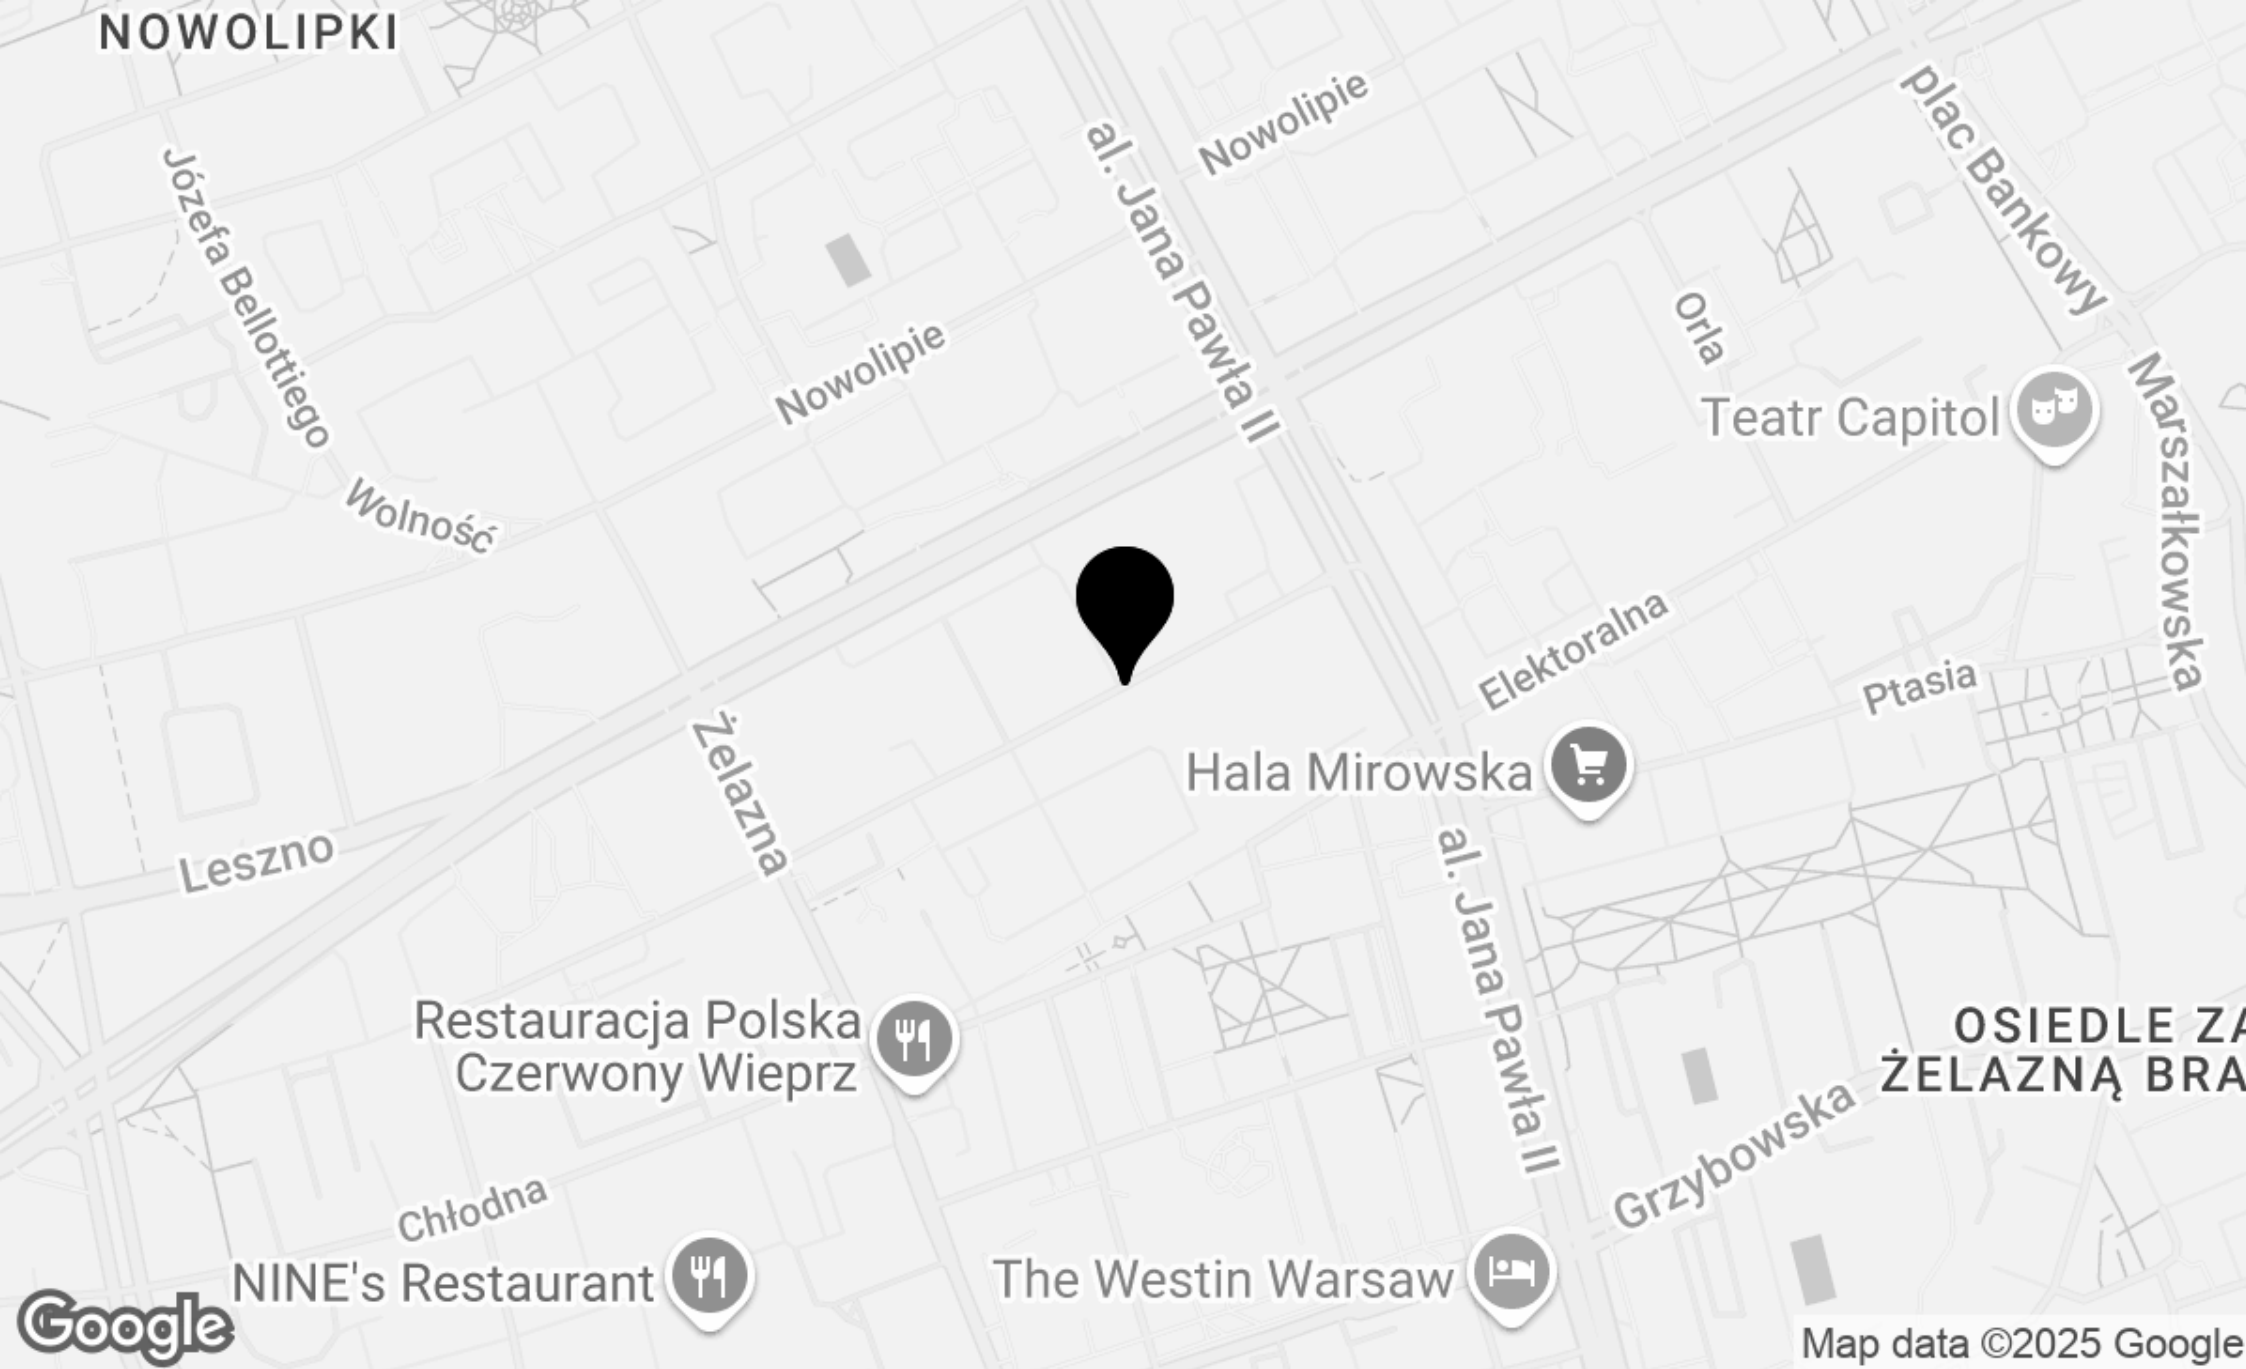 NOWOLIPKI
plac Bankowy
Nowolipie
al. Jana Pawła II
Józefa Bellottiego
Orla
Nowolipie
Teatr Capitol
Marszałkowska
Wolność
Elektoralna
Ptasia
Żelazna
Hala Mirowska
Leszno
al. Jana Pawła II
Restauracja Polska
Czerwony Wieprz
OSIEDLE ZA
ŻELAZNĄ BRA
Grzybowska
Chłodna
NINE's Restaurant
The Westin Warsaw
Google
Map data ©2025 Google